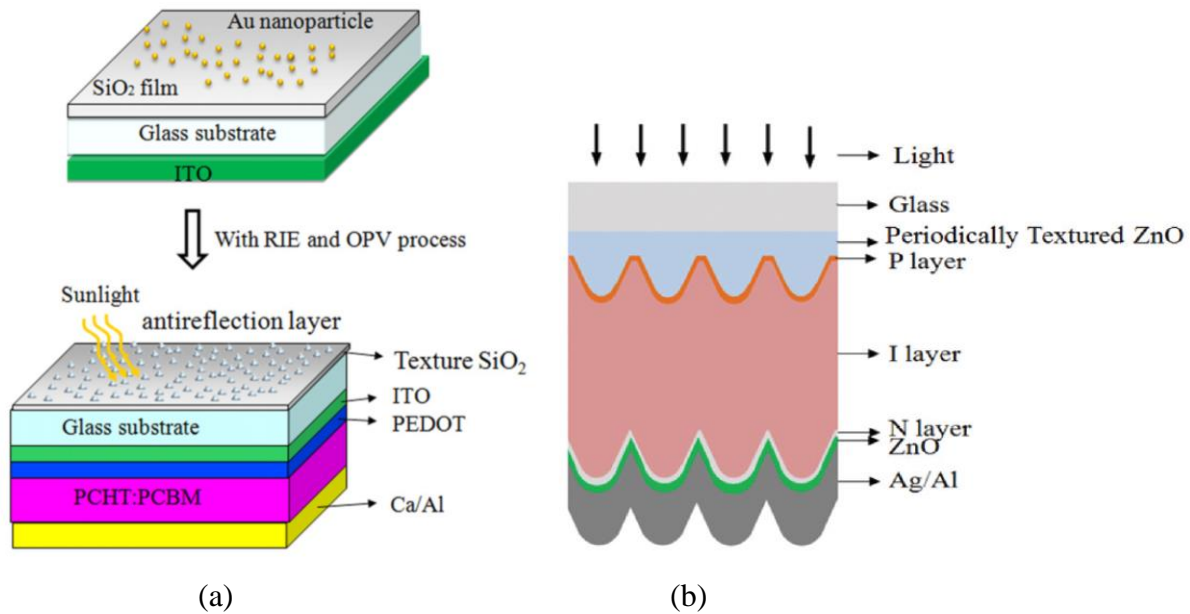 Au nanoparticle
SiO₂ film
Glass substrate
ITO
With RIE and OPV process
Sunlight
antireflection layer
Texture SiO₂
ITO
PEDOT
Glass substrate
PCHT:PCBM
Ca/Al
(a)
Light
Glass
Periodically Textured ZnO
P layer
I layer
N layer
ZnO
Ag/Al
(b)